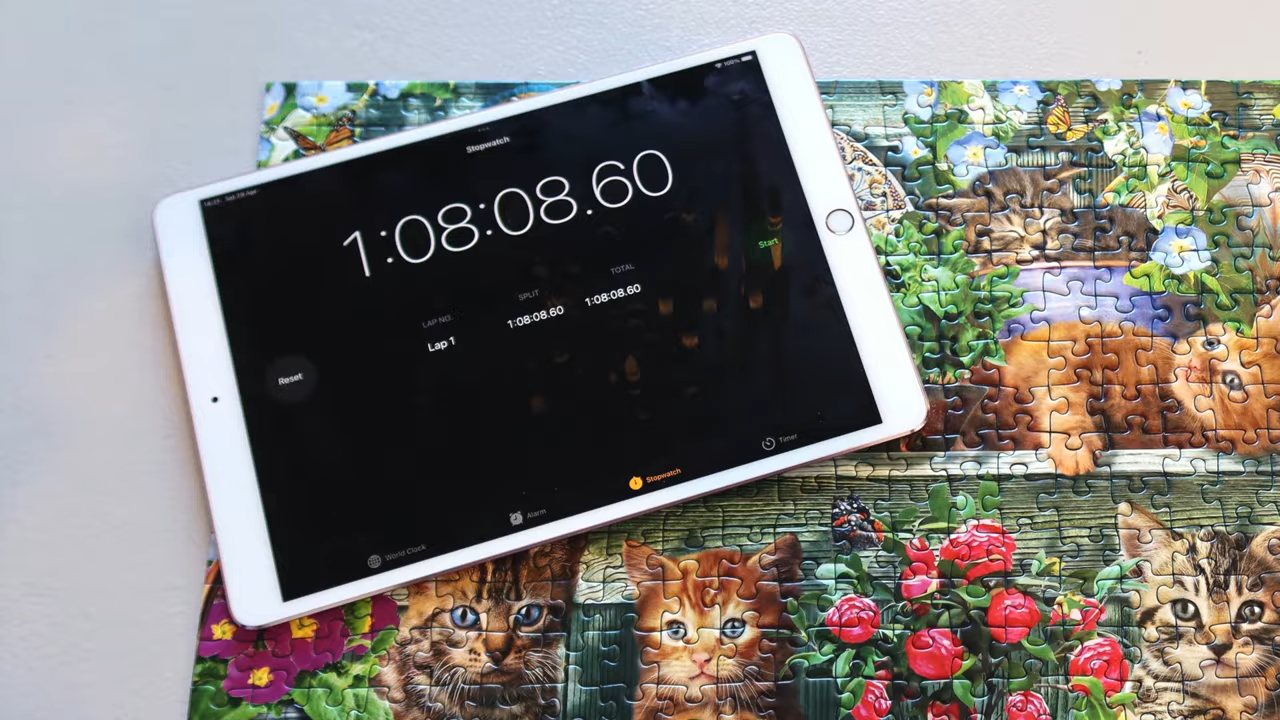 100%
Stopwatch
1:08:08.60
Start
LAP NO. SPLIT TOTAL
Lap 1 1:08:08.60 1:08:08.60
Reset
World Clock Alarm Stopwatch Timer